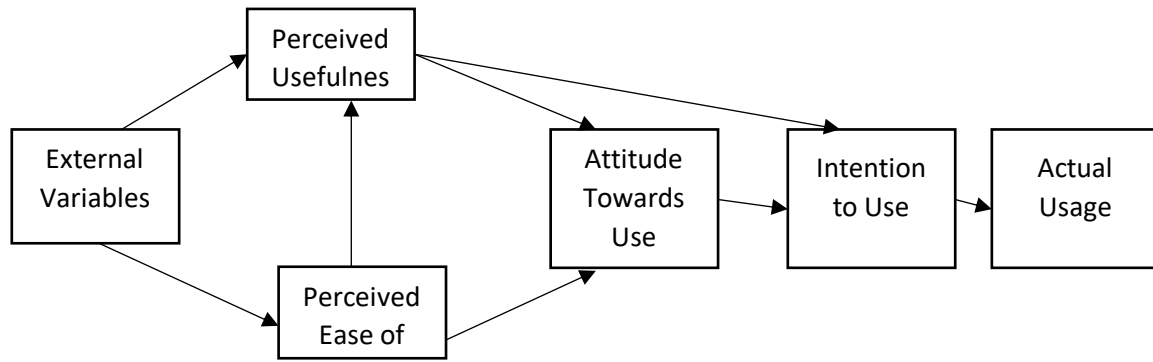 Perceived
Usefulnes
External
Variables
Attitude
Towards
Use
Intention
to Use
Actual
Usage
Perceived
Ease of